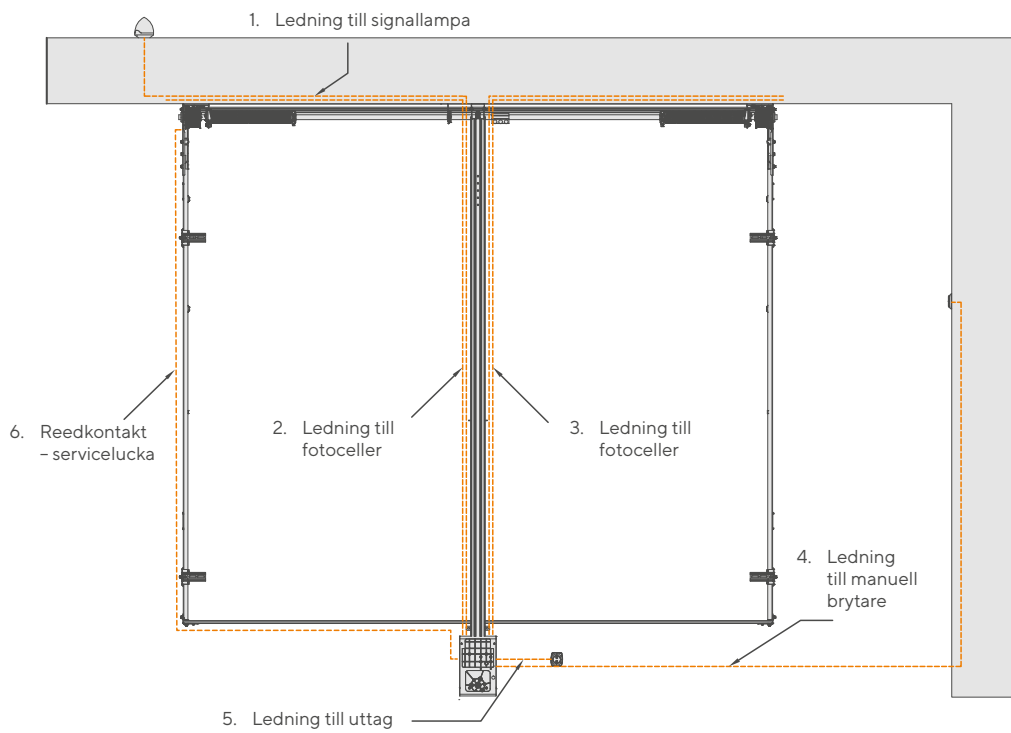 1. Ledning till signallampa
2. Ledning till
fotoceller
3. Ledning till
fotoceller
4. Ledning
till manuell
brytare
5. Ledning till uttag
6. Reedkontakt
– servicelucka